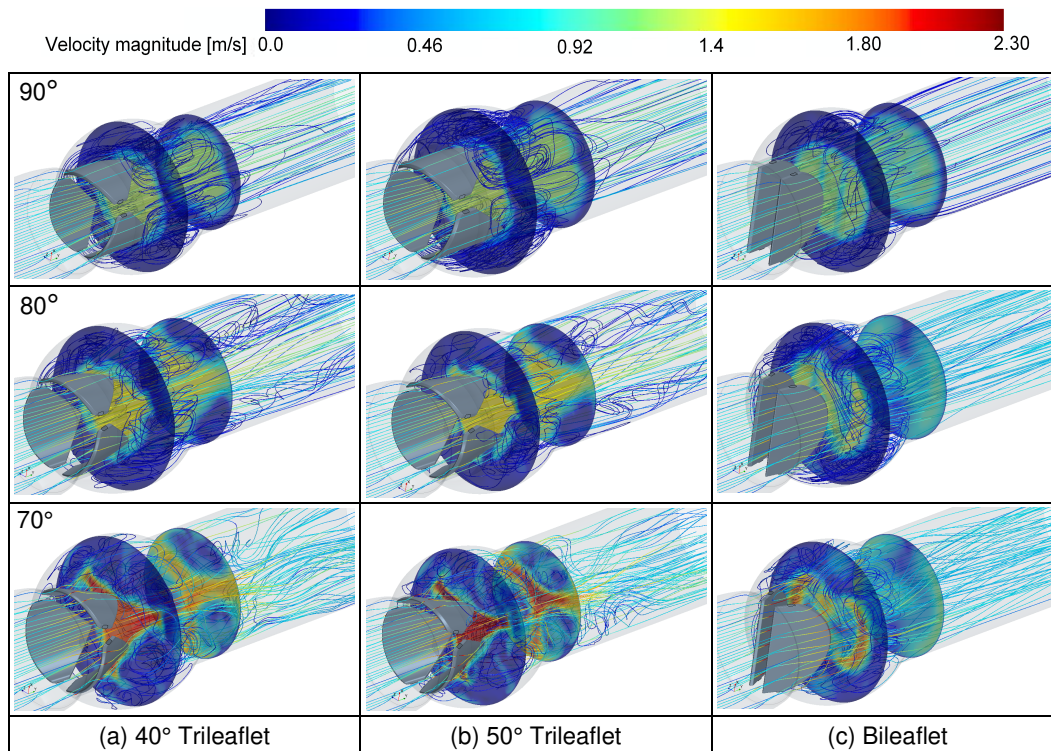 Velocity magnitude [m/s] 0.0 0.46 0.92 1.4 1.80 2.30
90°
80°
70°
(a) 40° Trileaflet (b) 50° Trileaflet (c) Bileaflet